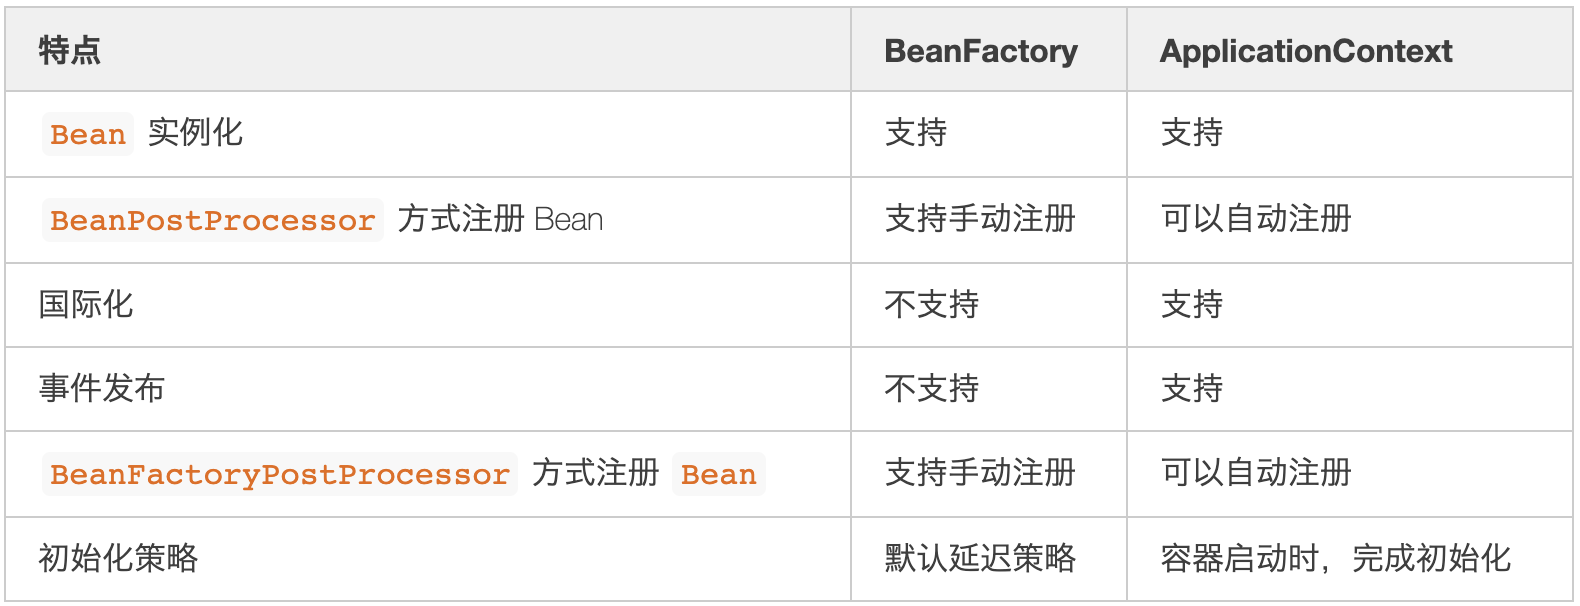 特点 BeanFactory ApplicationContext
Bean 实例化 支持 支持
BeanPostProcessor 方式注册 Bean 支持手动注册 可以自动注册
国际化 不支持 支持
事件发布 不支持 支持
BeanFactoryPostProcessor 方式注册 Bean 支持手动注册 可以自动注册
初始化策略 默认延迟策略 容器启动时，完成初始化